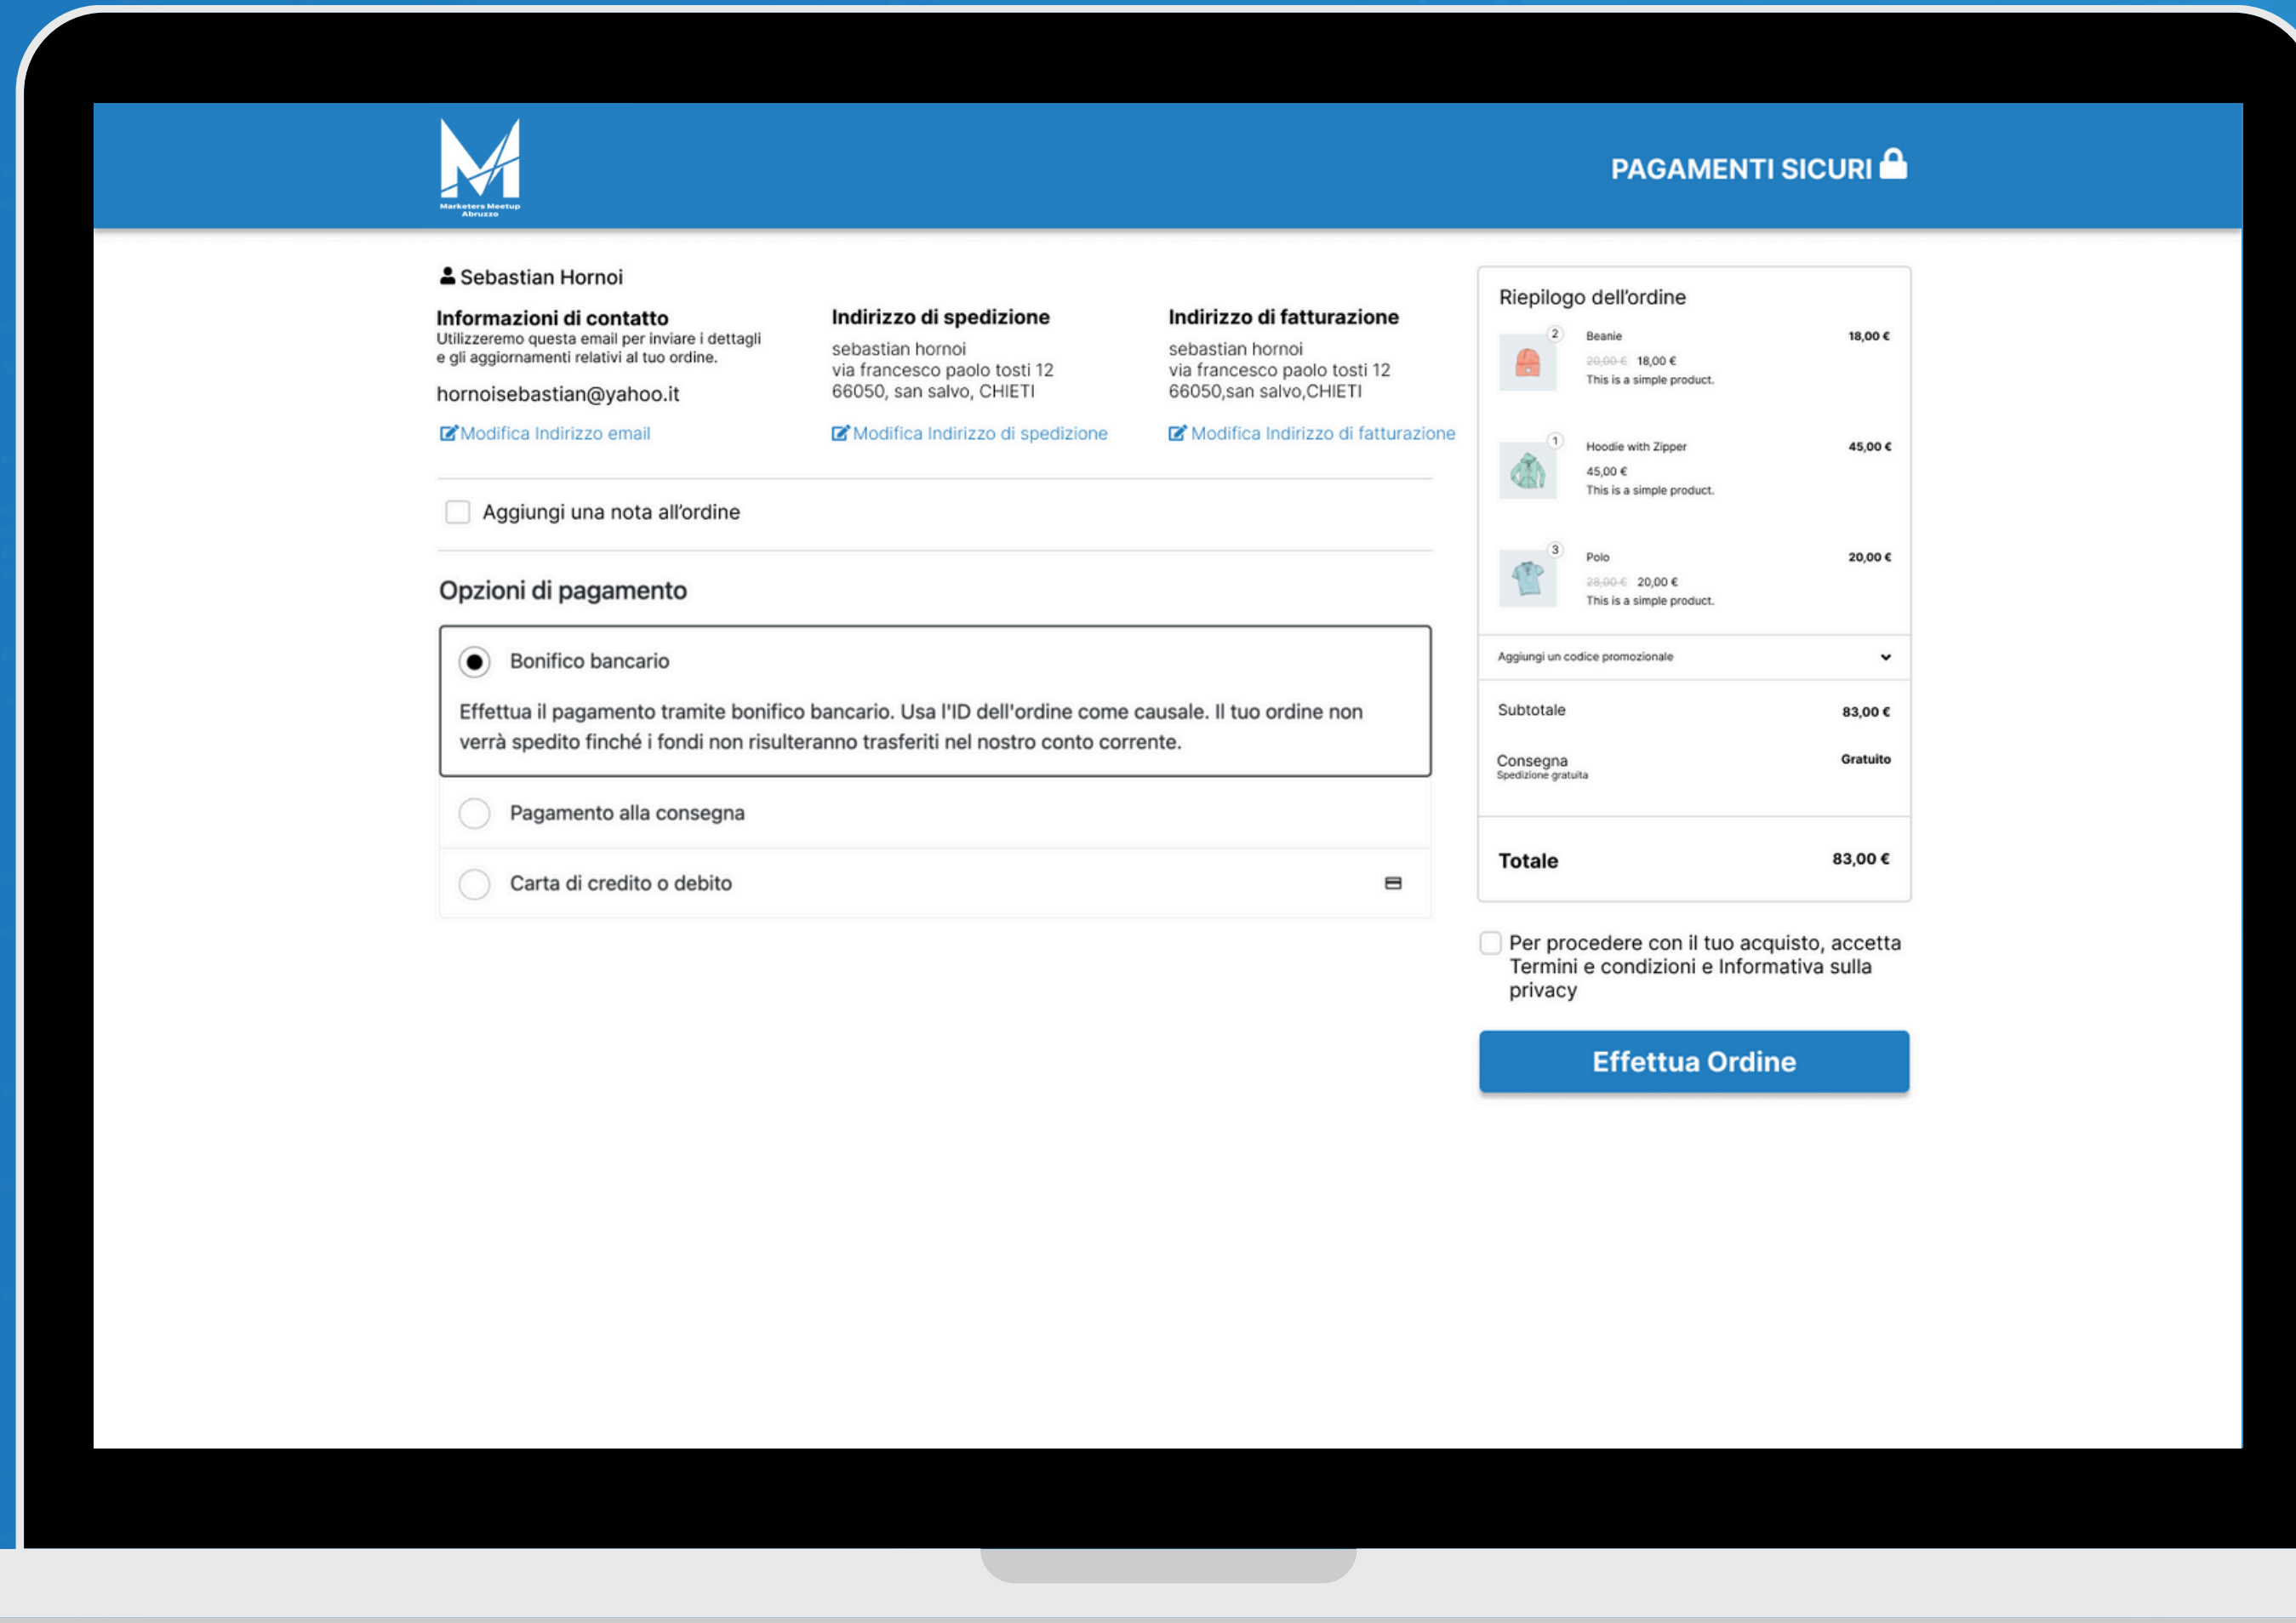 Marketers Meetup
Abruzzo
PAGAMENTI SICURI
Sebastian Hornoi
Informazioni di contatto
Utilizzeremo questa email per inviare i dettagli
e gli aggiornamenti relativi al tuo ordine.
hornoisebastian@yahoo.it
Modifica Indirizzo email
Indirizzo di spedizione
sebastian hornoi
via francesco paolo tosti 12
66050, san salvo, CHIETI
Modifica Indirizzo di spedizione
Indirizzo di fatturazione
sebastian hornoi
via francesco paolo tosti 12
66050,san salvo,CHIETI
Modifica Indirizzo di fatturazione
Aggiungi una nota all'ordine
Opzioni di pagamento
Bonifico bancario
Effettua il pagamento tramite bonifico bancario. Usa l'ID dell'ordine come causale. Il tuo ordine non
verrà spedito finché i fondi non risulteranno trasferiti nel nostro conto corrente.
Pagamento alla consegna
Carta di credito o debito
Riepilogo dell'ordine
2
Beanie 18,00 €
20,00 € 18,00 €
This is a simple product.
1
Hoodie with Zipper 45,00 €
45,00 €
This is a simple product.
3
Polo 20,00 €
28,00 € 20,00 €
This is a simple product.
Aggiungi un codice promozionale
Subtotale 83,00 €
Consegna Gratuito
Spedizione gratuita
Totale 83,00 €
Per procedere con il tuo acquisto, accetta
Termini e condizioni e Informativa sulla
privacy
Effettua Ordine